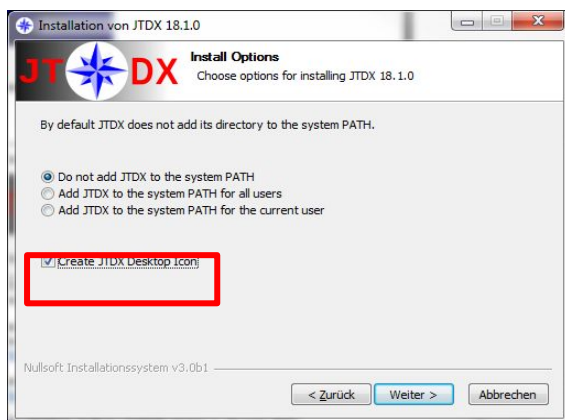 Installation von JTDX 18.1.0
JT DX
Install Options
Choose options for installing JTDX 18.1.0
By default JTDX does not add its directory to the system PATH.
Do not add JTDX to the system PATH
Add JTDX to the system PATH for all users
Add JTDX to the system PATH for the current user
Create JTDX Desktop Icon
Nullsoft Installationssystem v3.0b1
< Zurück
Weiter >
Abbrechen